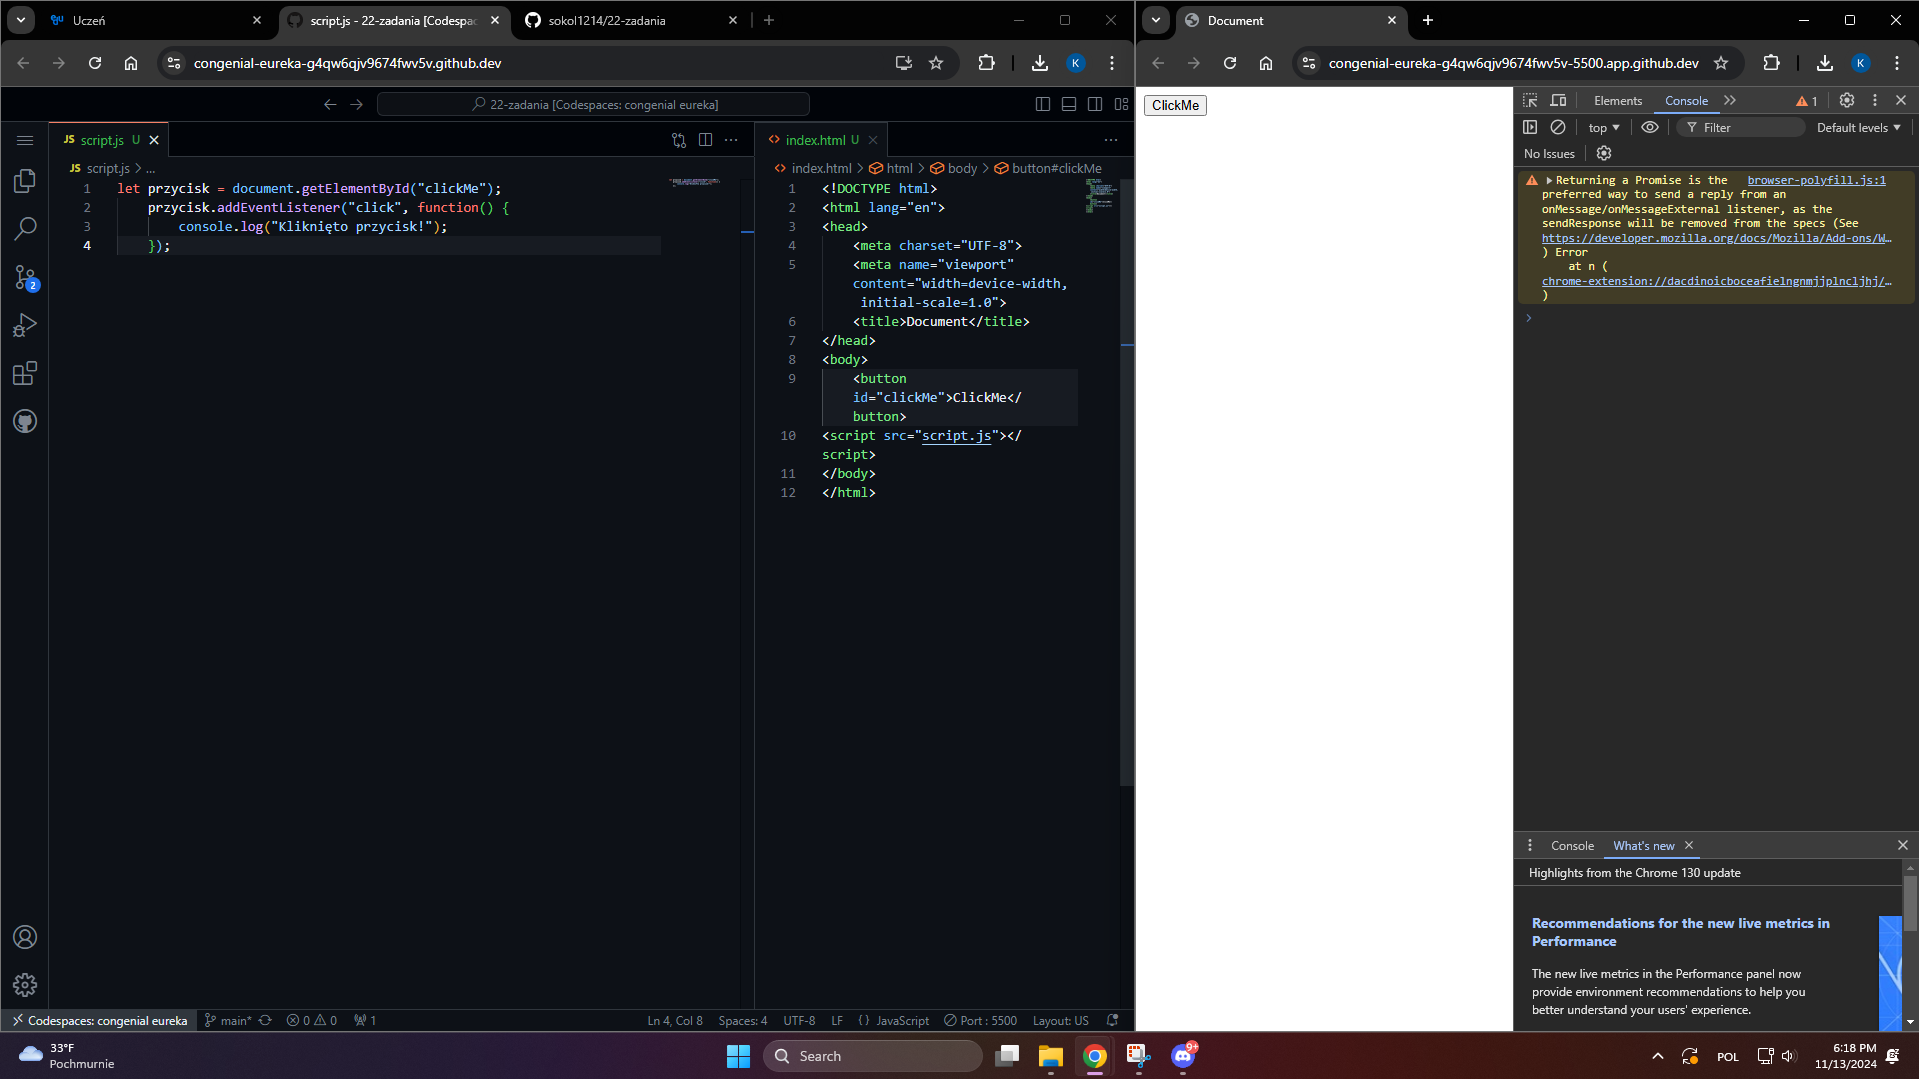 Uczeń
script.js - 22-zadania [Codespac
sokol1214/22-zadania
congenial-eureka-g4qw6qjv9674fwv5v.github.dev
K
22-zadania [Codespaces: congenial eureka]
JS script.js U
JS script.js > ...
1 let przycisk = document.getElementById("clickMe");
2 przycisk.addEventListener("click", function() {
3 console.log("Kliknięto przycisk!");
4 });
2
index.html U
index.html > html > body > button#clickMe
1 <!DOCTYPE html>
2 <html lang="en">
3 <head>
4 <meta charset="UTF-8">
5 <meta name="viewport"
content="width=device-width,
initial-scale=1.0">
6 <title>Document</title>
7 </head>
8 <body>
9 <button
id="clickMe">ClickMe</
button>
10 <script src="script.js"></
script>
11 </body>
12 </html>
Codespaces: congenial eureka
main*
0 0
1
Ln 4, Col 8
Spaces: 4
UTF-8
LF
{ } JavaScript
Port : 5500
Layout: US
Document
congenial-eureka-g4qw6qjv9674fwv5v-5500.app.github.dev
K
ClickMe
Elements
Console
1
top
Filter
Default levels
No Issues
Returning a Promise is the browser-polyfill.js:1
preferred way to send a reply from an
onMessage/onMessageExternal listener, as the
sendResponse will be removed from the specs (See
https://developer.mozilla.org/docs/Mozilla/Add-ons/W…
) Error
at n (
chrome-extension://dacdinoicboceafielngnmjjplncljhj/…
)
Console
What's new
Highlights from the Chrome 130 update
Recommendations for the new live metrics in
Performance
The new live metrics in the Performance panel now
provide environment recommendations to help you
better understand your users' experience.
33°F
Pochmurnie
Search
9+
POL
6:18 PM
11/13/2024